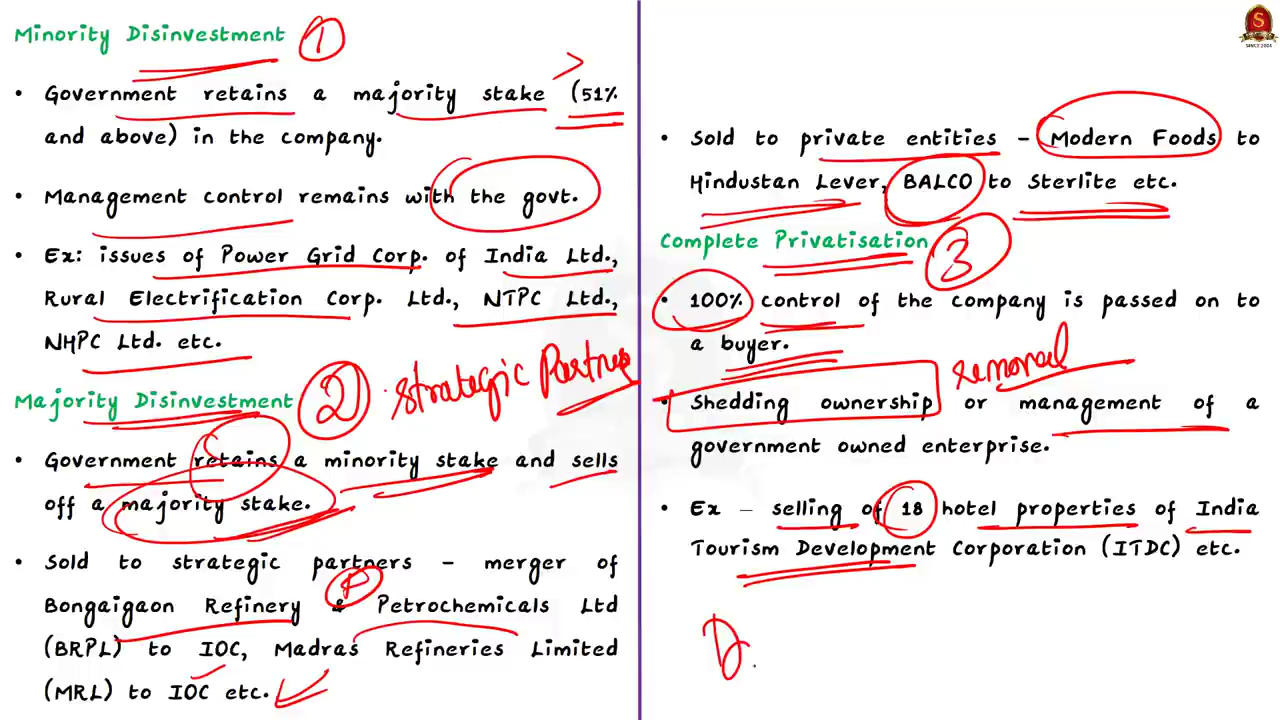 Minority Disinvestment 1
• Government retains a majority stake (51%
and above) in the company.
• Management control remains with the govt.
• Ex: issues of Power Grid Corp. of India Ltd.,
Rural Electrification Corp. Ltd., NTPC Ltd.,
NHPC Ltd. etc.
Majority Disinvestment 2 . Strategic Partner
• Government retains a minority stake and sells
off a majority stake.
• Sold to strategic partners - merger of
P
Bongaigaon Refinery & Petrochemicals Ltd
(BRPL) to IOC, Madras Refineries Limited
(MRL) to IOC etc.
S
SINCE 2004
• Sold to private entities - Modern Foods to
Hindustan Lever, BALCO to Sterlite etc.
Complete Privatisation 3
• 100% control of the company is passed on to
a buyer.
removal
• Shedding ownership or management of a
government owned enterprise.
• Ex – selling of 18 hotel properties of India
Tourism Development Corporation (ITDC) etc.
D.